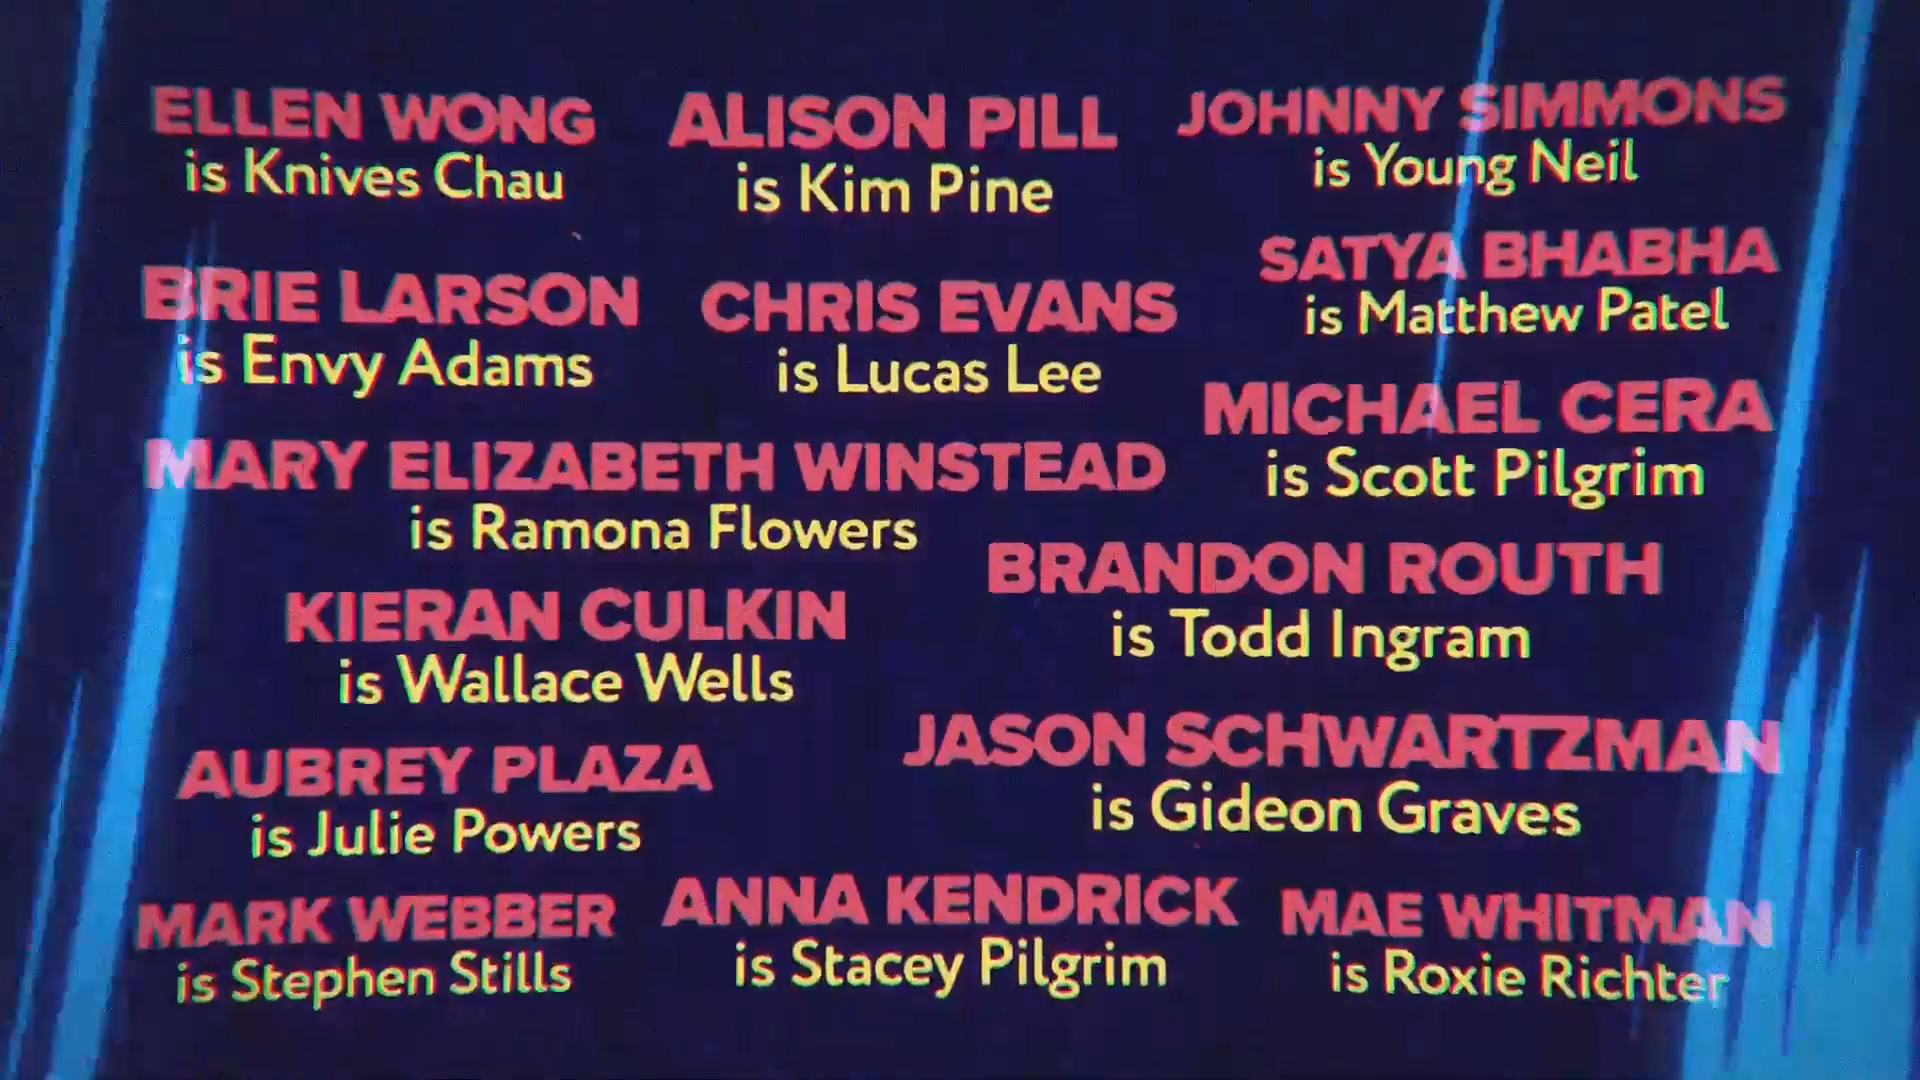 ELLEN WONG
is Knives Chau
ALISON PILL
is Kim Pine
JOHNNY SIMMONS
is Young Neil
BRIE LARSON
is Envy Adams
CHRIS EVANS
is Lucas Lee
SATYA BHABHA
is Matthew Patel
MARY ELIZABETH WINSTEAD
is Ramona Flowers
MICHAEL CERA
is Scott Pilgrim
KIERAN CULKIN
is Wallace Wells
BRANDON ROUTH
is Todd Ingram
AUBREY PLAZA
is Julie Powers
JASON SCHWARTZMAN
is Gideon Graves
MARK WEBBER
is Stephen Stills
ANNA KENDRICK
is Stacey Pilgrim
MAE WHITMAN
is Roxie Richter